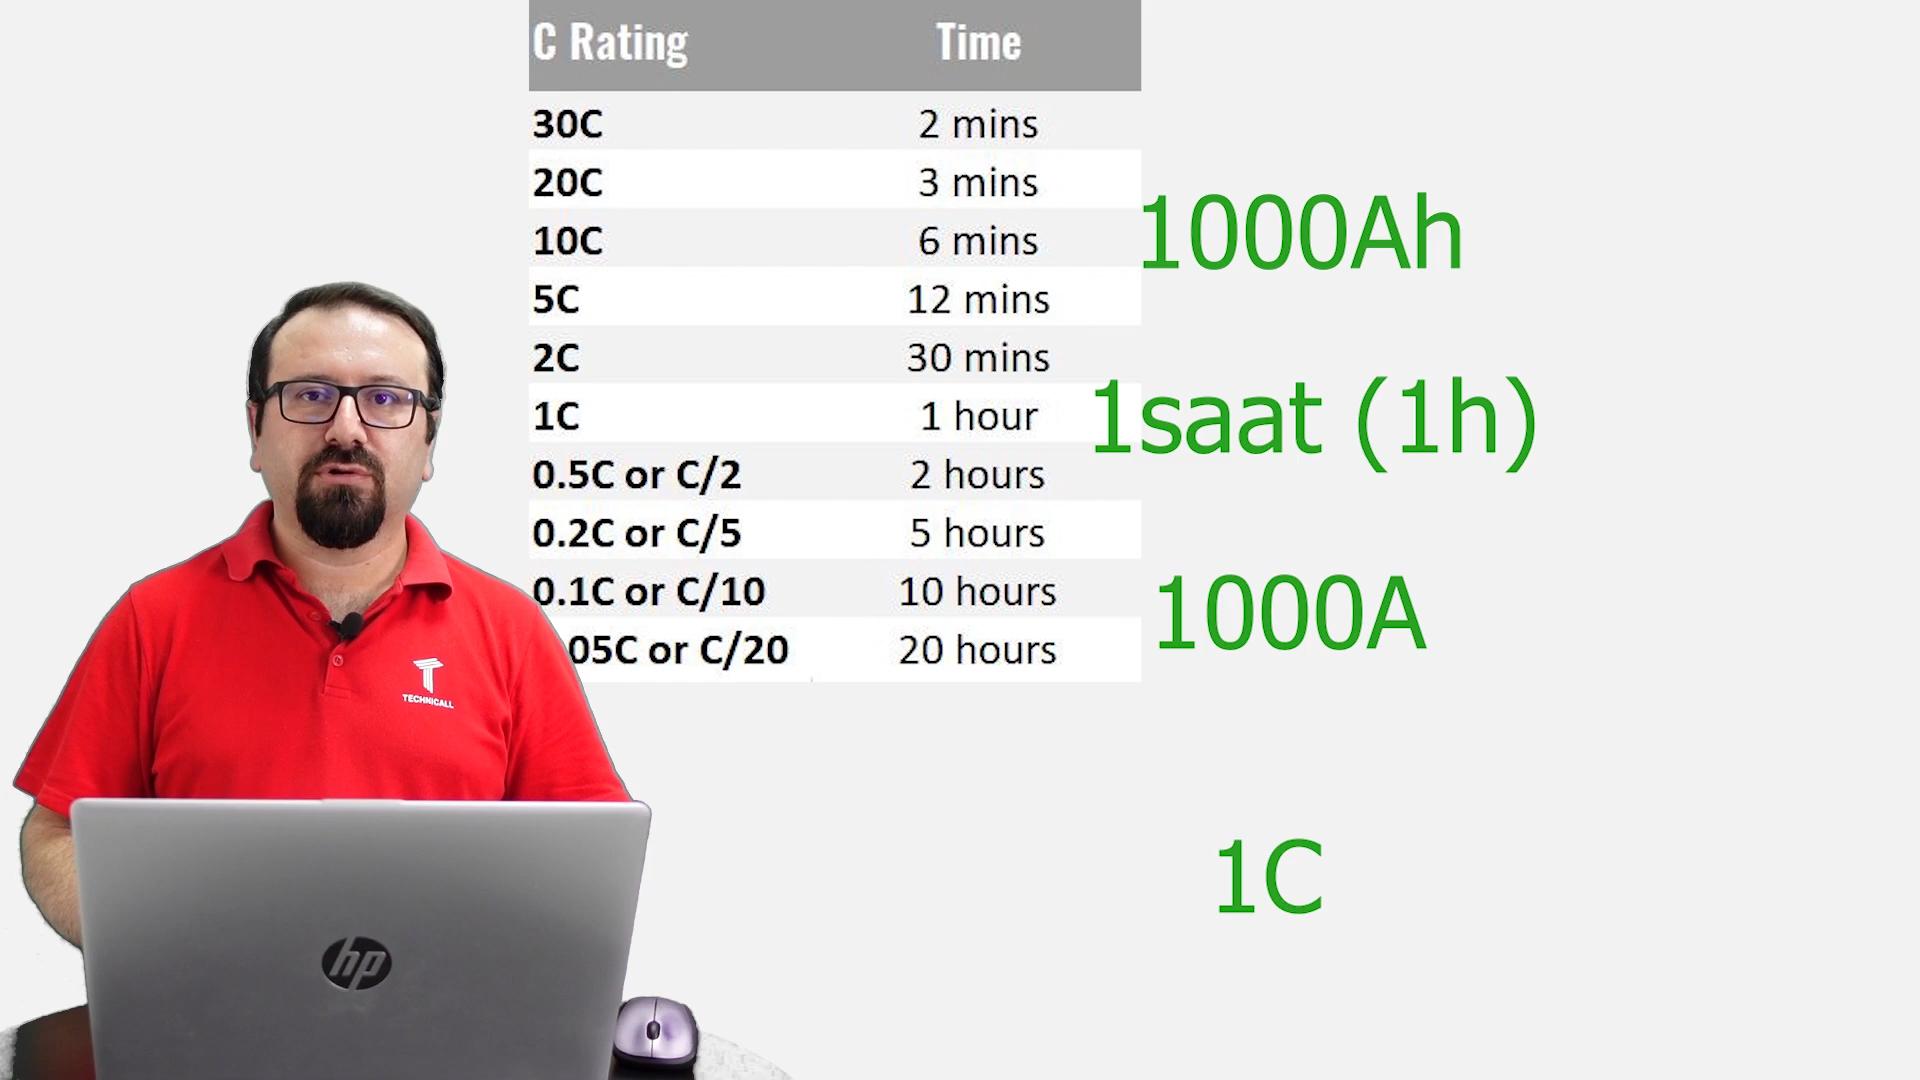 C Rating Time
30C 2 mins
20C 3 mins
10C 6 mins
5C 12 mins
2C 30 mins
1C 1 hour
0.5C or C/2 2 hours
0.2C or C/5 5 hours
0.1C or C/10 10 hours
05C or C/20 20 hours
1000Ah
1saat (1h)
1000A
1C
TECHNICALL
hp